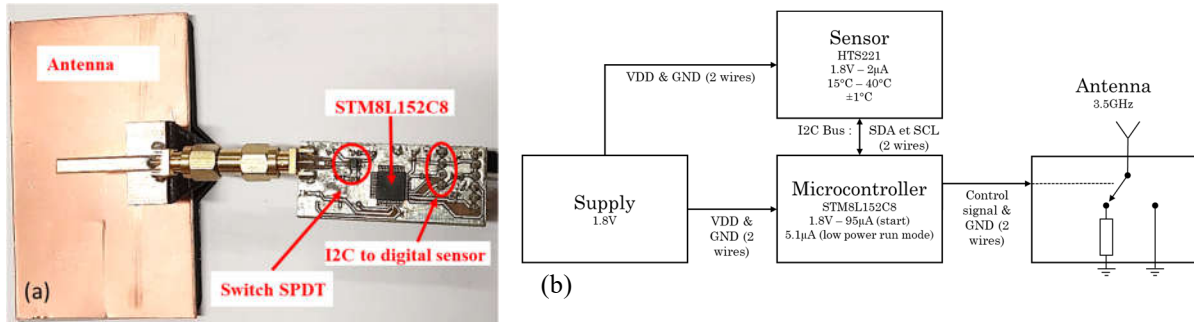 Antenna
STM8L152C8
I2C to digital sensor
Switch SPDT
(a)
Sensor
HTS221
1.8V – 2µA
15°C – 40°C
±1°C
VDD & GND (2 wires)
I2C Bus :
SDA et SCL
(2 wires)
Supply
1.8V
VDD &
GND (2
wires)
Microcontroller
STM8L152C8
1.8V – 95µA (start)
5.1µA (low power run mode)
Control
signal &
GND (2
wires)
Antenna
3.5GHz
(b)